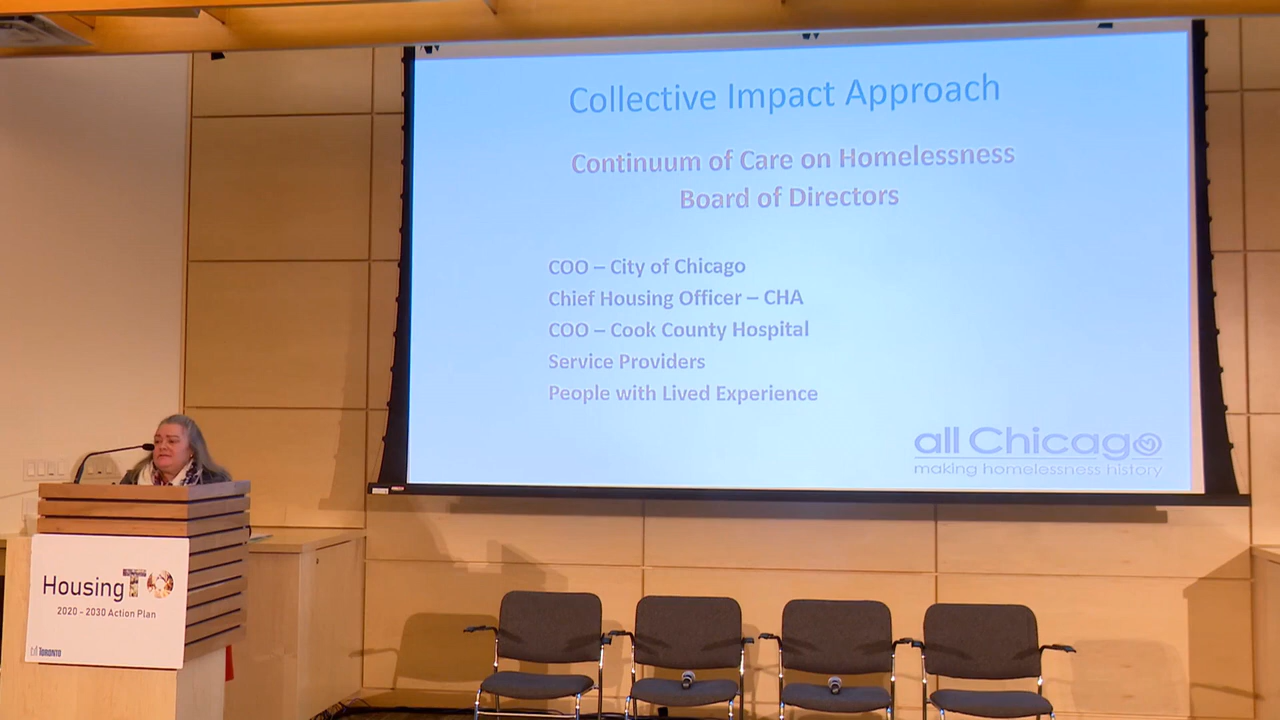 Collective Impact Approach
Continuum of Care on Homelessness
Board of Directors
COO – City of Chicago
Chief Housing Officer – CHA
COO – Cook County Hospital
Service Providers
People with Lived Experience
all Chicago
making homelessness history
HousingTO
2020 - 2030 Action Plan
TORONTO